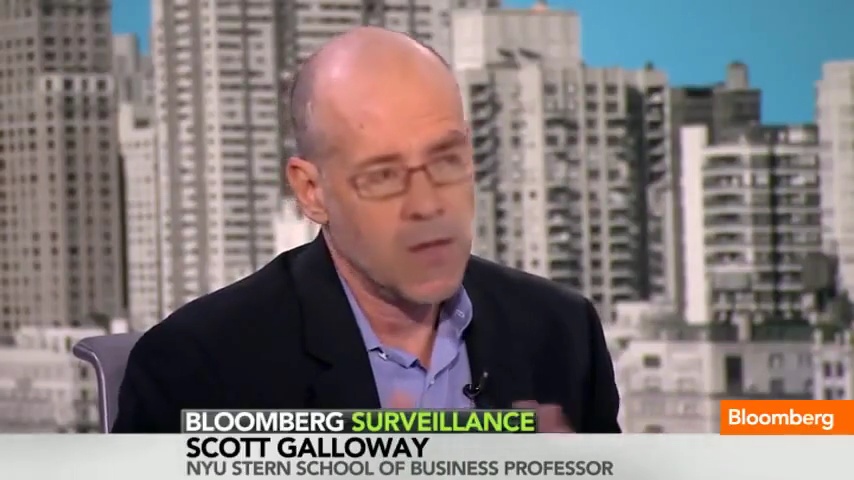 BLOOMBERG SURVEILLANCE
Bloomberg
SCOTT GALLOWAY
NYU STERN SCHOOL OF BUSINESS PROFESSOR